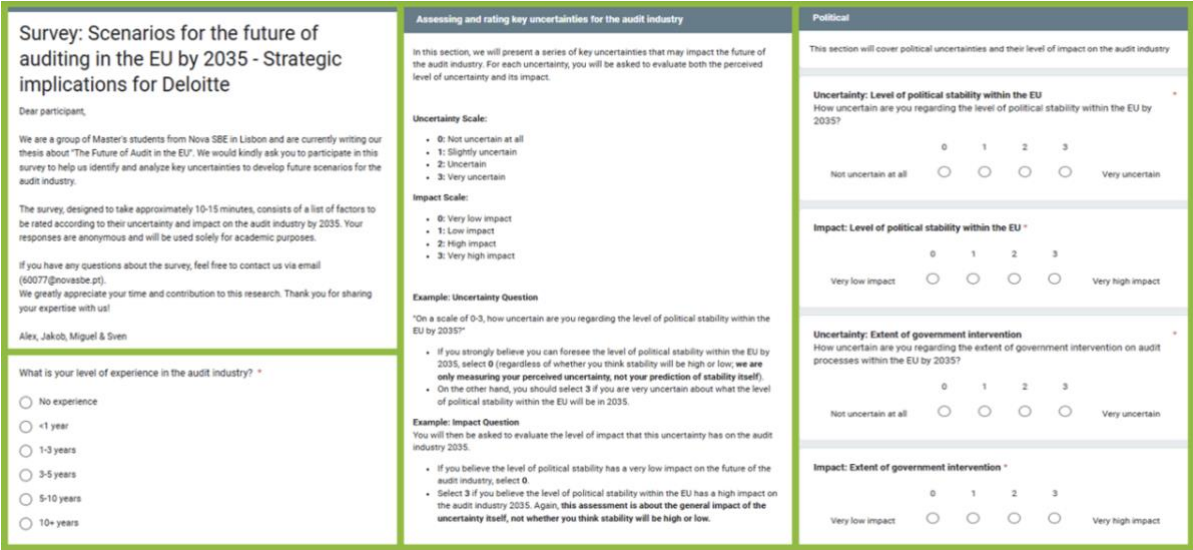 Survey: Scenarios for the future of
auditing in the EU by 2035 - Strategic
implications for Deloitte
Dear participant,
We are a group of Master's students from Nova SBE in Lisbon and are currently writing our
thesis about "The Future of Audit in the EU". We would kindly ask you to participate in this
survey to help us identify and analyze key uncertainties to develop future scenarios for the
audit industry.
The survey, designed to take approximately 10-15 minutes, consists of a list of factors to
be rated according to their uncertainty and impact on the audit industry by 2035. Your
responses are anonymous and will be used solely for academic purposes.
If you have any questions about the survey, feel free to contact us via email
(60077@novasbe.pt).
We greatly appreciate your time and contribution to this research. Thank you for sharing
your expertise with us!
Alex, Jakob, Miguel & Sven
What is your level of experience in the audit industry? *
No experience
<1 year
1-3 years
3-5 years
5-10 years
10+ years
Assessing and rating key uncertainties for the audit industry
In this section, we will present a series of key uncertainties that may impact the future of
the audit industry. For each uncertainty, you will be asked to evaluate both the perceived
level of uncertainty and its impact.
Uncertainty Scale:
• 0: Not uncertain at all
• 1: Slightly uncertain
• 2: Uncertain
• 3: Very uncertain
Impact Scale:
• 0: Very low impact
• 1: Low impact
• 2: High impact
• 3: Very high impact
Example: Uncertainty Question
"On a scale of 0-3, how uncertain are you regarding the level of political stability within the
EU by 2035?"
• If you strongly believe you can foresee the level of political stability within the EU by
2035, select 0 (regardless of whether you think stability will be high or low; we are
only measuring your perceived uncertainty, not your prediction of stability itself).
• On the other hand, you should select 3 if you are very uncertain about what the level
of political stability within the EU will be in 2035.
Example: Impact Question
You will then be asked to evaluate the level of impact that this uncertainty has on the audit
industry 2035.
• If you believe the level of political stability has a very low impact on the future of the
audit industry, select 0.
• Select 3 if you believe the level of political stability within the EU has a high impact on
the audit industry 2035. Again, this assessment is about the general impact of the
uncertainty itself, not whether you think stability will be high or low.
Political
This section will cover political uncertainties and their level of impact on the audit industry
Uncertainty: Level of political stability within the EU *
How uncertain are you regarding the level of political stability within the EU by
2035?
0 1 2 3
Not uncertain at all Very uncertain
Impact: Level of political stability within the EU *
0 1 2 3
Very low impact Very high impact
Uncertainty: Extent of government intervention *
How uncertain are you regarding the extent of government intervention on audit
processes within the EU by 2035?
0 1 2 3
Not uncertain at all Very uncertain
Impact: Extent of government intervention *
0 1 2 3
Very low impact Very high impact